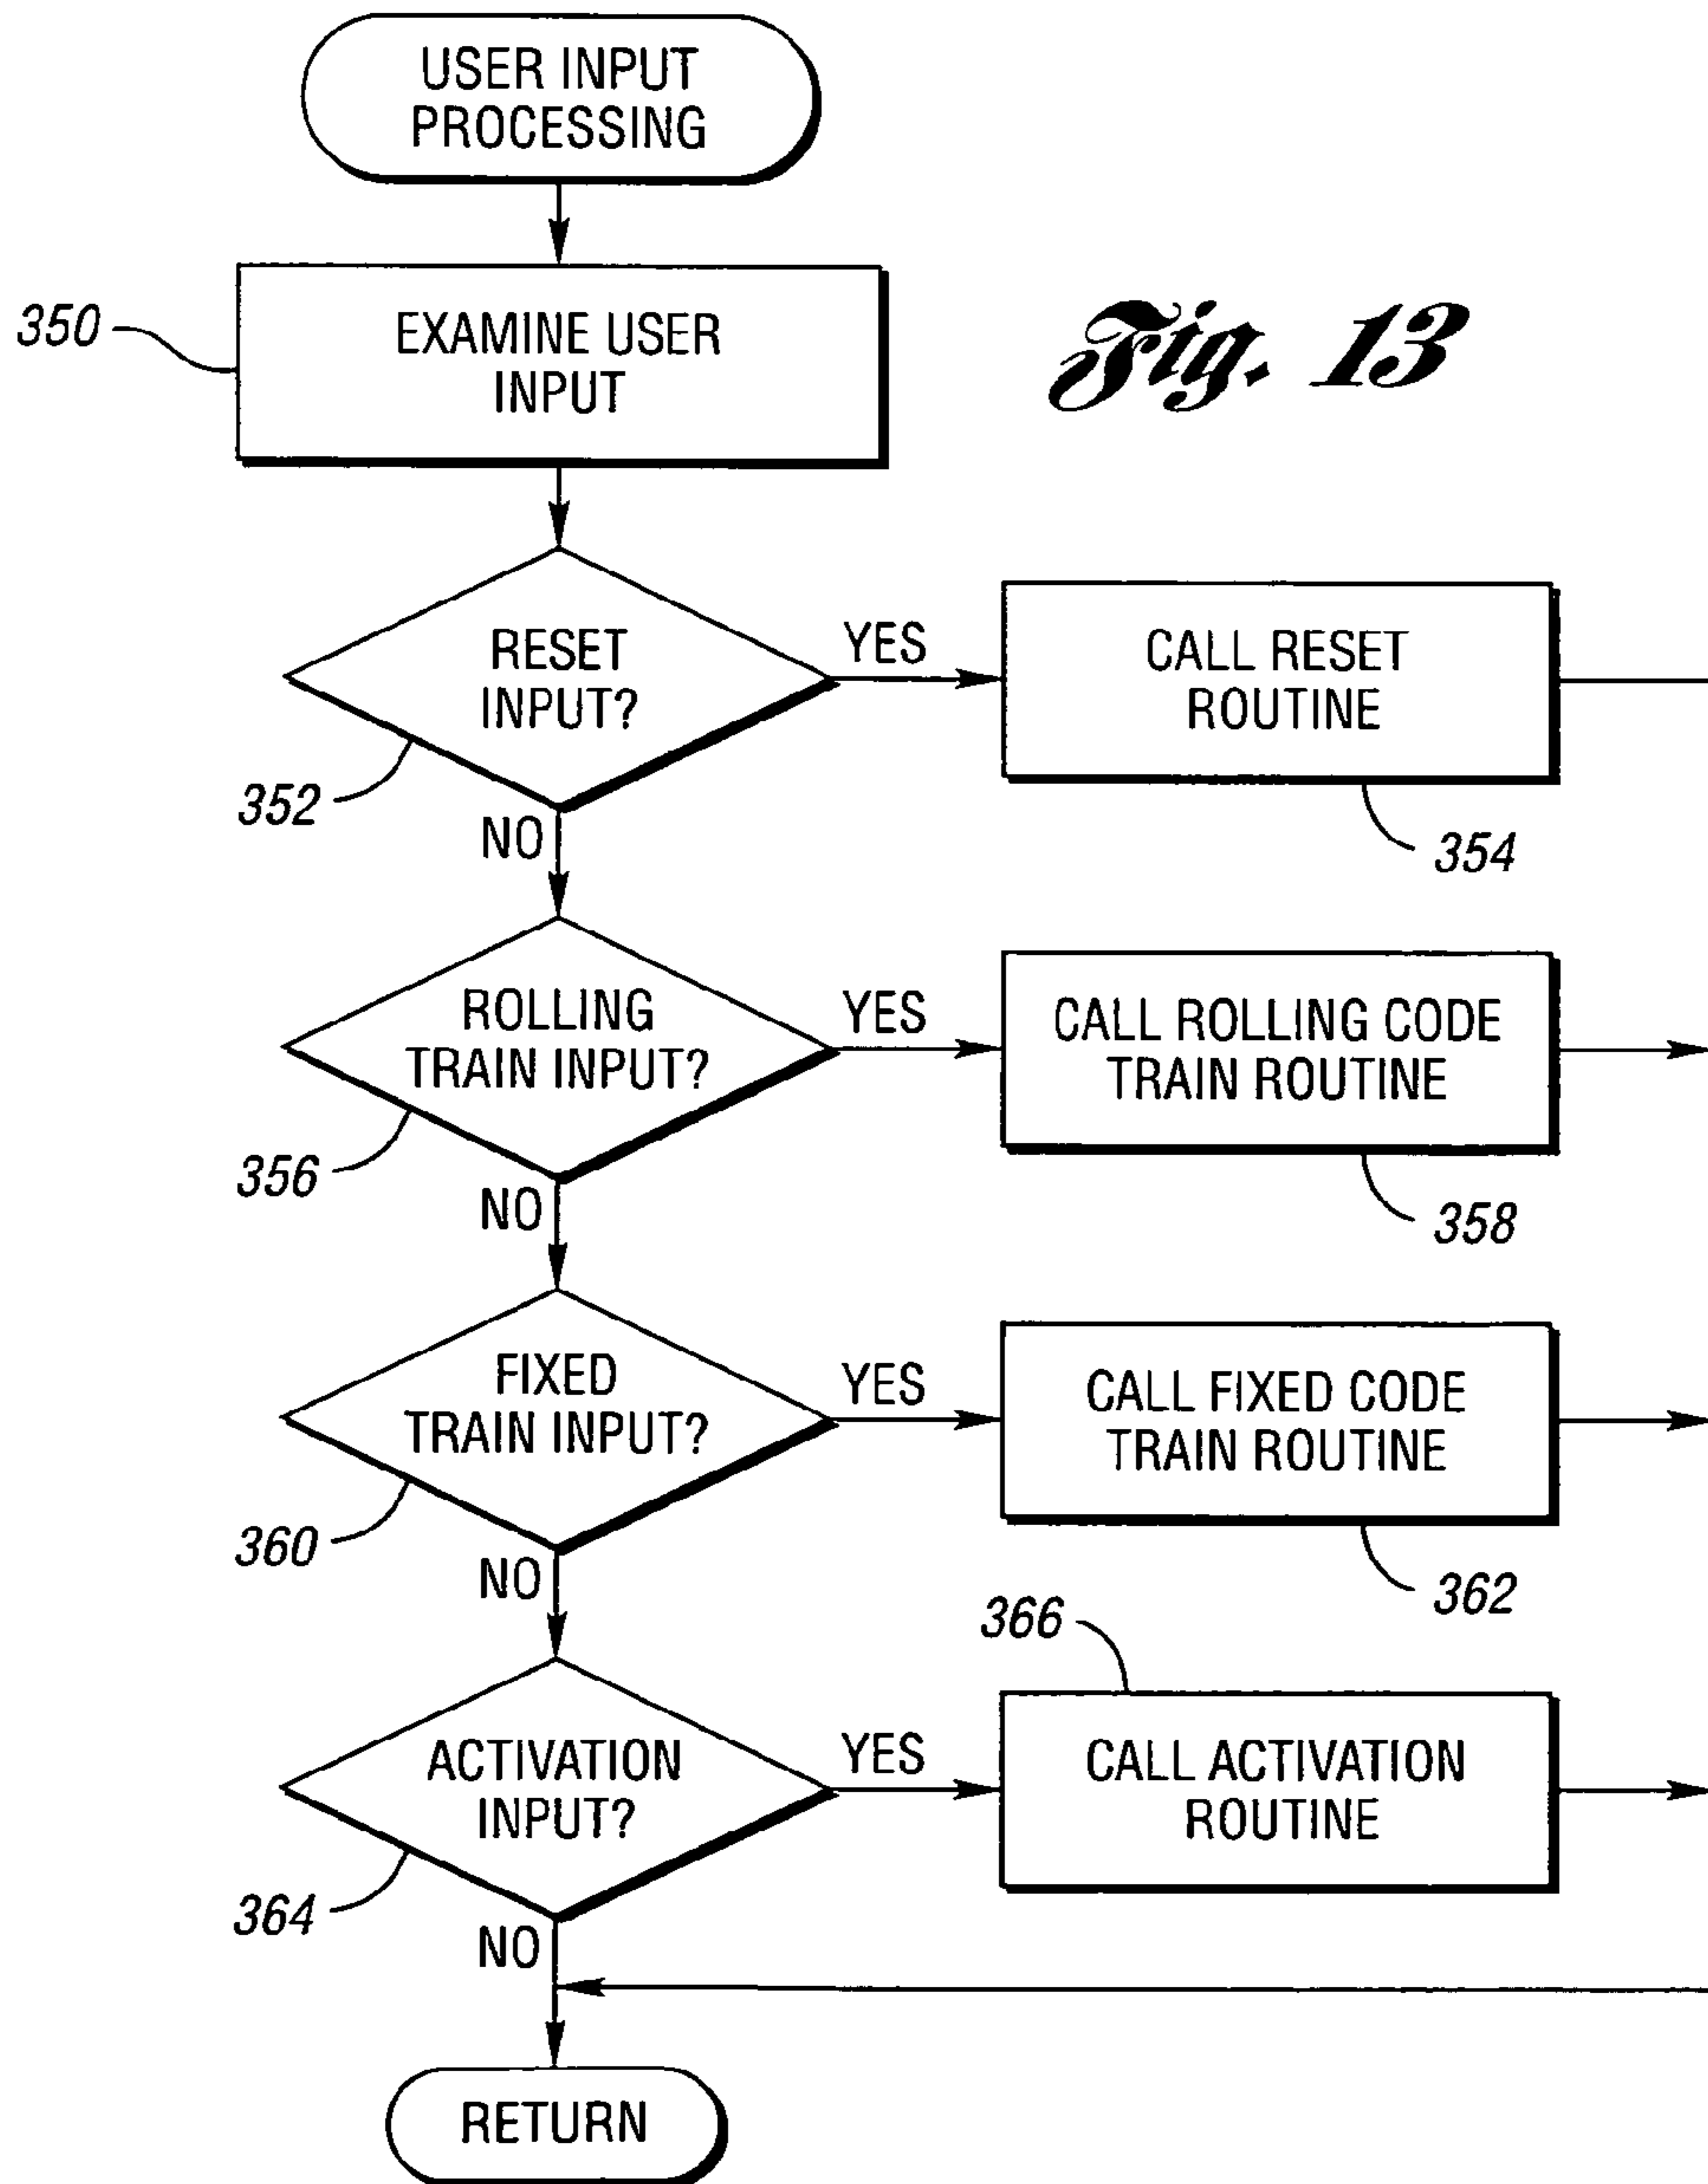 USER INPUT
PROCESSING
350
EXAMINE USER
INPUT
Fig. 13
RESET
INPUT?
YES
CALL RESET
ROUTINE
352
NO
354
ROLLING
TRAIN INPUT?
YES
CALL ROLLING CODE
TRAIN ROUTINE
356
NO
358
FIXED
TRAIN INPUT?
YES
CALL FIXED CODE
TRAIN ROUTINE
360
NO
362
366
ACTIVATION
INPUT?
YES
CALL ACTIVATION
ROUTINE
364
NO
RETURN